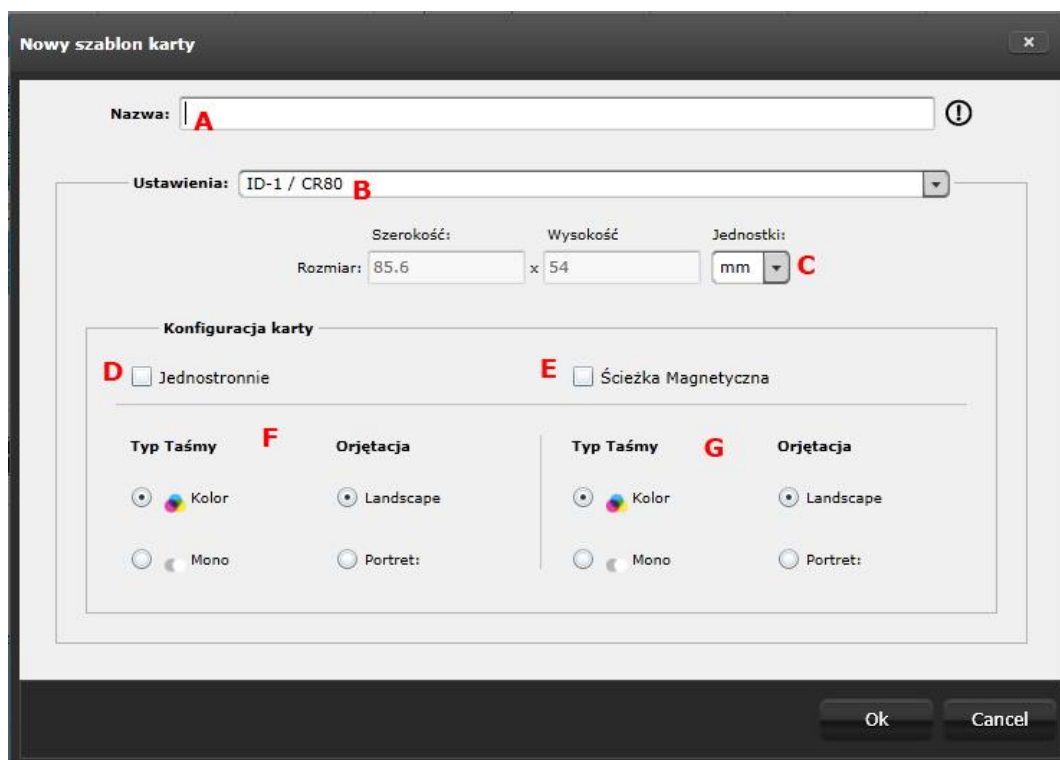 Nowy szablon karty x
Nazwa: A
Ustawienia: ID-1 / CR80 B
Szerokość: Wysokość Jednostki:
Rozmiar: 85.6 x 54 mm C
Konfiguracja karty
D Jednostronnie E Ścieżka Magnetyczna
Typ Taśmy F Orjętacja Typ Taśmy G Orjętacja
Kolor Landscape Kolor Landscape
Mono Portret: Mono Portret:
Ok Cancel